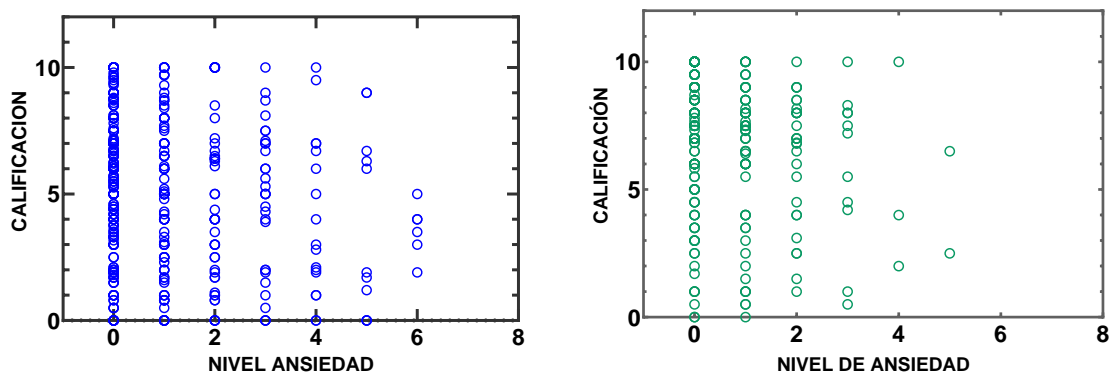 CALIFICACION
10
5
0
0 2 4 6 8
NIVEL ANSIEDAD
CALIFICACIÓN
10
5
0
0 2 4 6 8
NIVEL DE ANSIEDAD